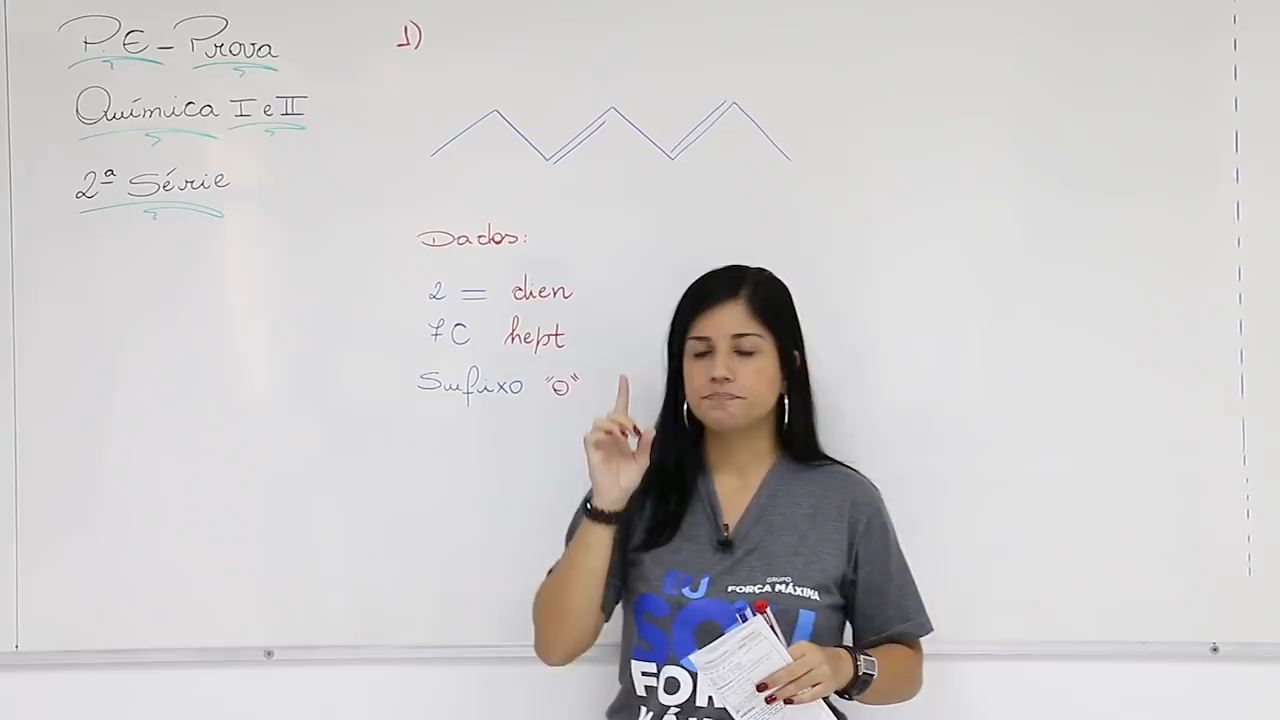 P.E - Prova
Química I e II
2ª Série
1)
Dados:
2 = dien
7C hept
Sufixo "o"
EU
GRUPO
FORÇA MÁXIMA
SOU
FOR